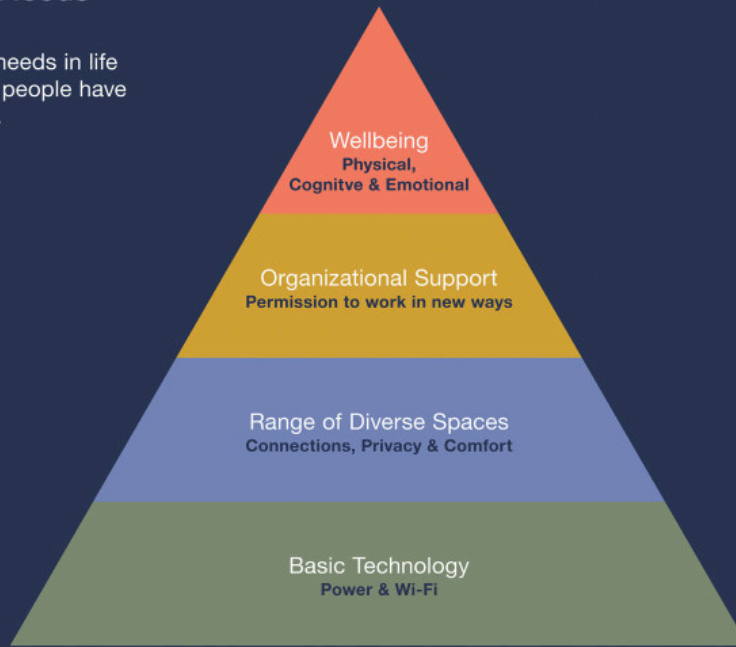 needs in life
people have
Wellbeing
Physical,
Cognitve & Emotional
Organizational Support
Permission to work in new ways
Range of Diverse Spaces
Connections, Privacy & Comfort
Basic Technology
Power & Wi-Fi